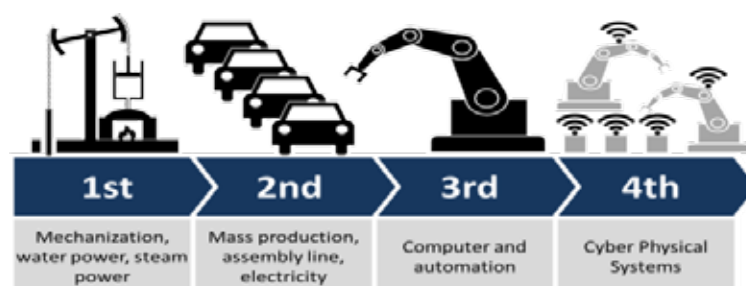 1st
2nd
3rd
4th
Mechanization,
water power, steam
power
Mass production,
assembly line,
electricity
Computer and
automation
Cyber Physical
Systems